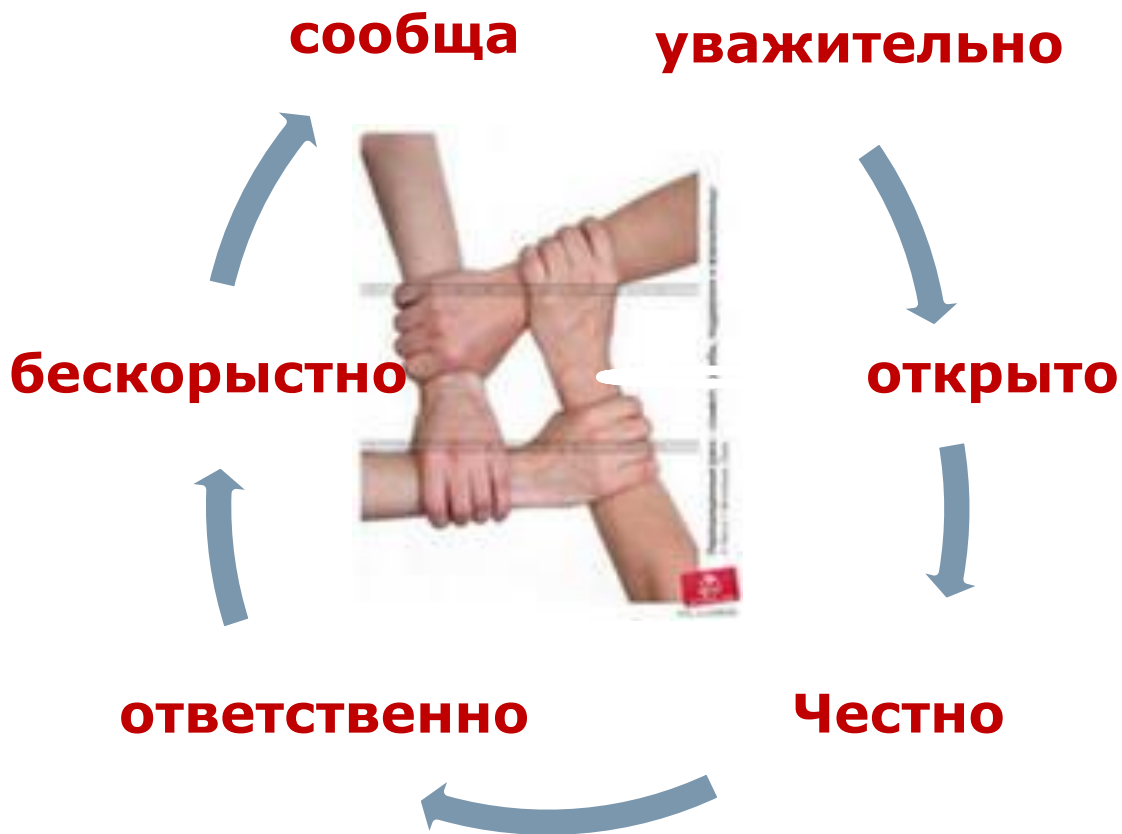 сообща
уважительно
бескорыстно
открыто
ответственно
Честно